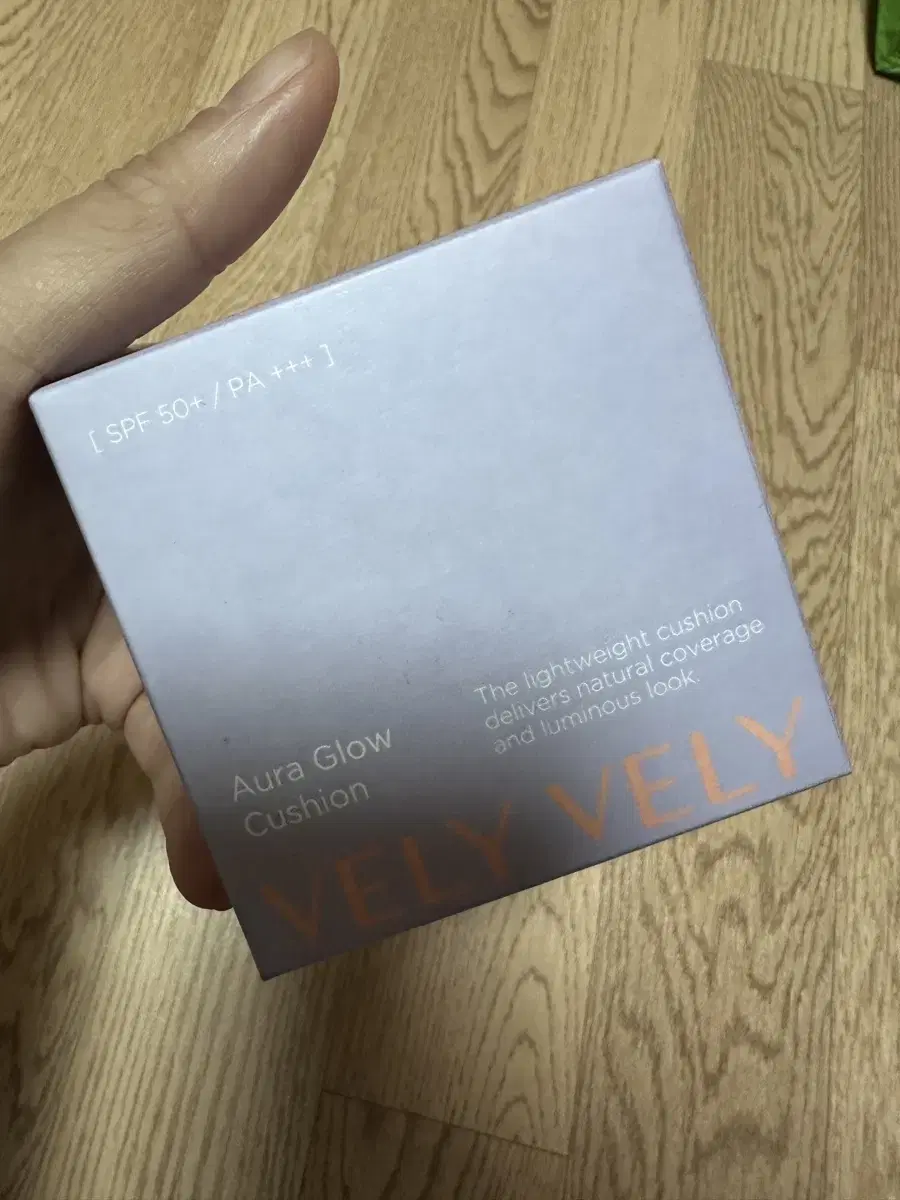 [ SPF 50+ / PA +++ ]
Aura Glow
Cushion
The lightweight cushion
delivers natural coverage
and luminous look.
VELY VELY